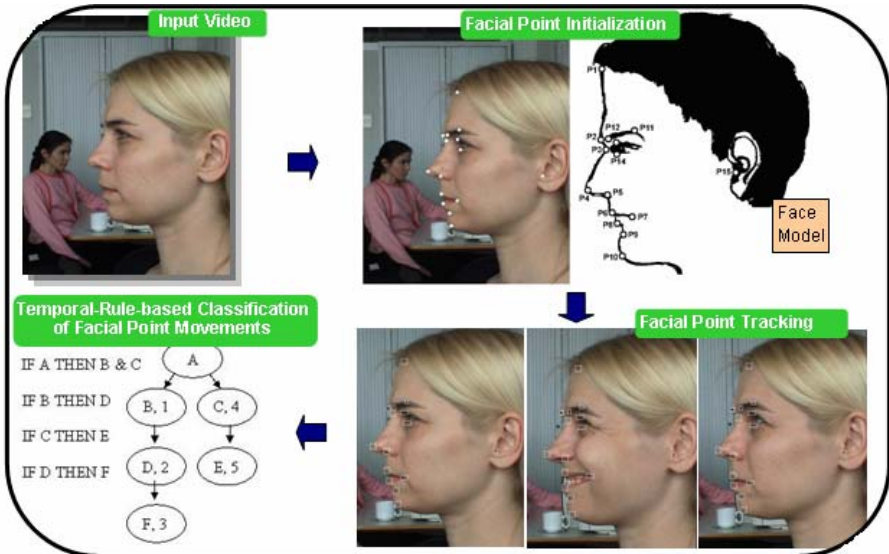 Input Video
Facial Point Initialization
P1
P12
P11
P2
P3
P14
P15
P4
P5
P6
P7
P8
P9
P10
Face
Model
Temporal-Rule-based Classification
of Facial Point Movements
Facial Point Tracking
IF A THEN B & C
IF B THEN D
IF C THEN E
IF D THEN F
A
B, 1
C, 4
D, 2
E, 5
F, 3